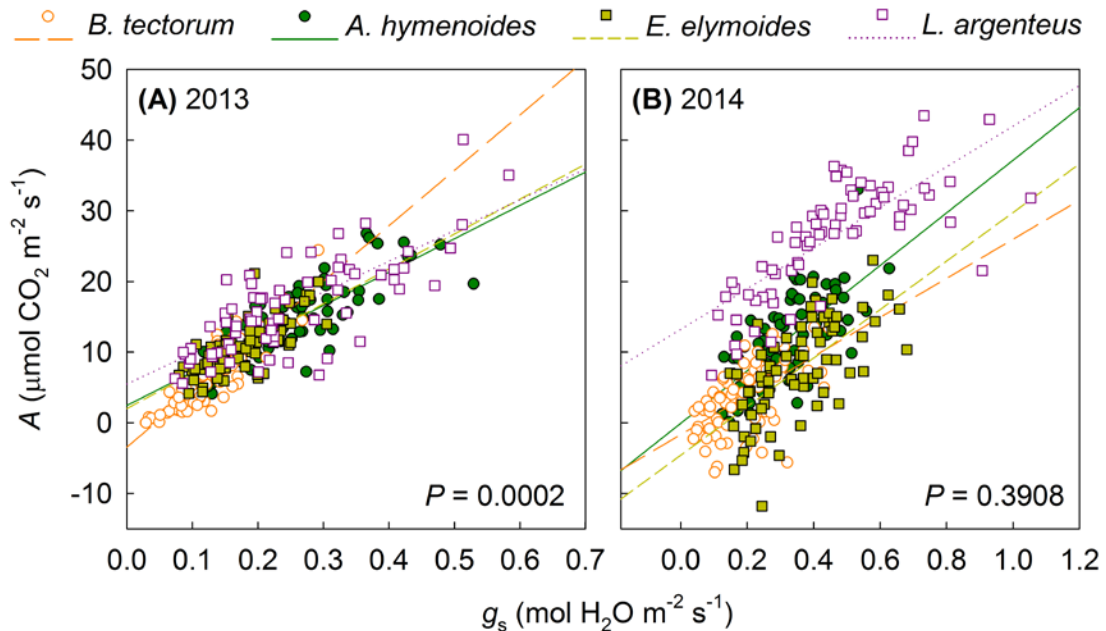 B. tectorum A. hymenoides E. elymoides L. argenteus
(A) 2013
(B) 2014
50
40
30
20
10
0
-10
A (μmol CO₂ m⁻² s⁻¹)
P = 0.0002
P = 0.3908
0.0 0.1 0.2 0.3 0.4 0.5 0.6 0.7
0.0 0.2 0.4 0.6 0.8 1.0 1.2
gₛ (mol H₂O m⁻² s⁻¹)